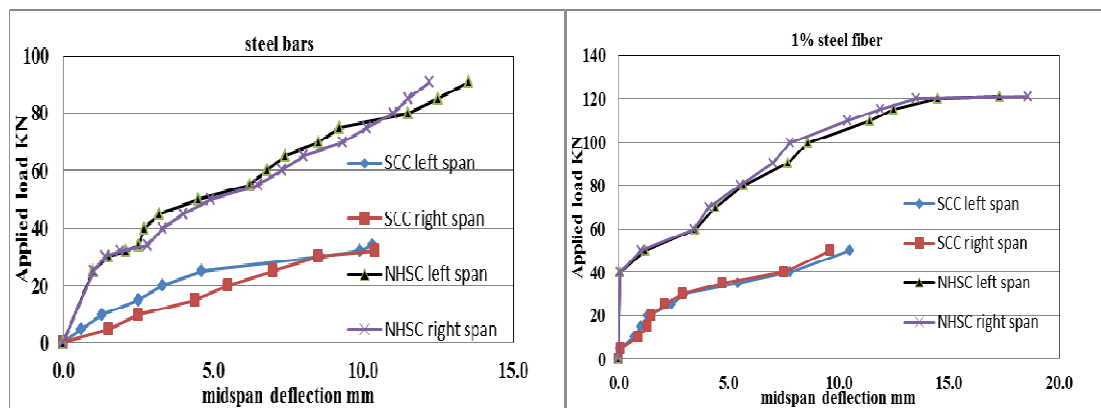 steel bars
100
80
60
40
20
0
Applied load KN
SCC left span
SCC right span
NHSC left span
NHSC right span
0.0
5.0
10.0
15.0
midspan deflection mm
1% steel fiber
140
120
100
80
60
40
20
0
Applied load KN
SCC left span
SCC right span
NHSC left span
NHSC right span
0.0
5.0
10.0
15.0
20.0
midspan deflection mm